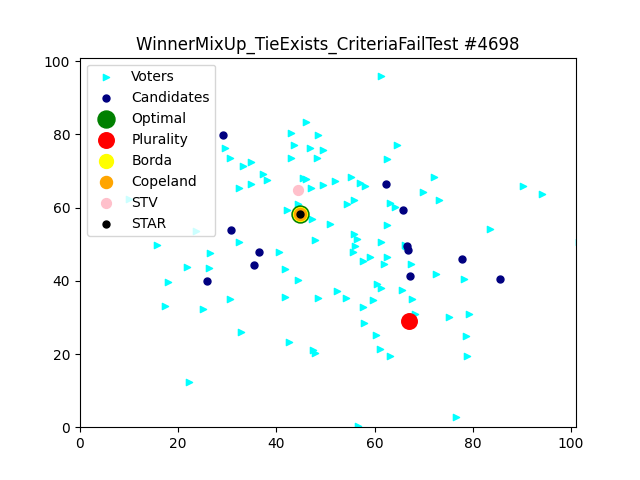 WinnerMixUp_TieExists_CriteriaFailTest #4698
100
80
60
40
20
0
Voters
Candidates
Optimal
Plurality
Borda
Copeland
STV
STAR
0 20 40 60 80 100